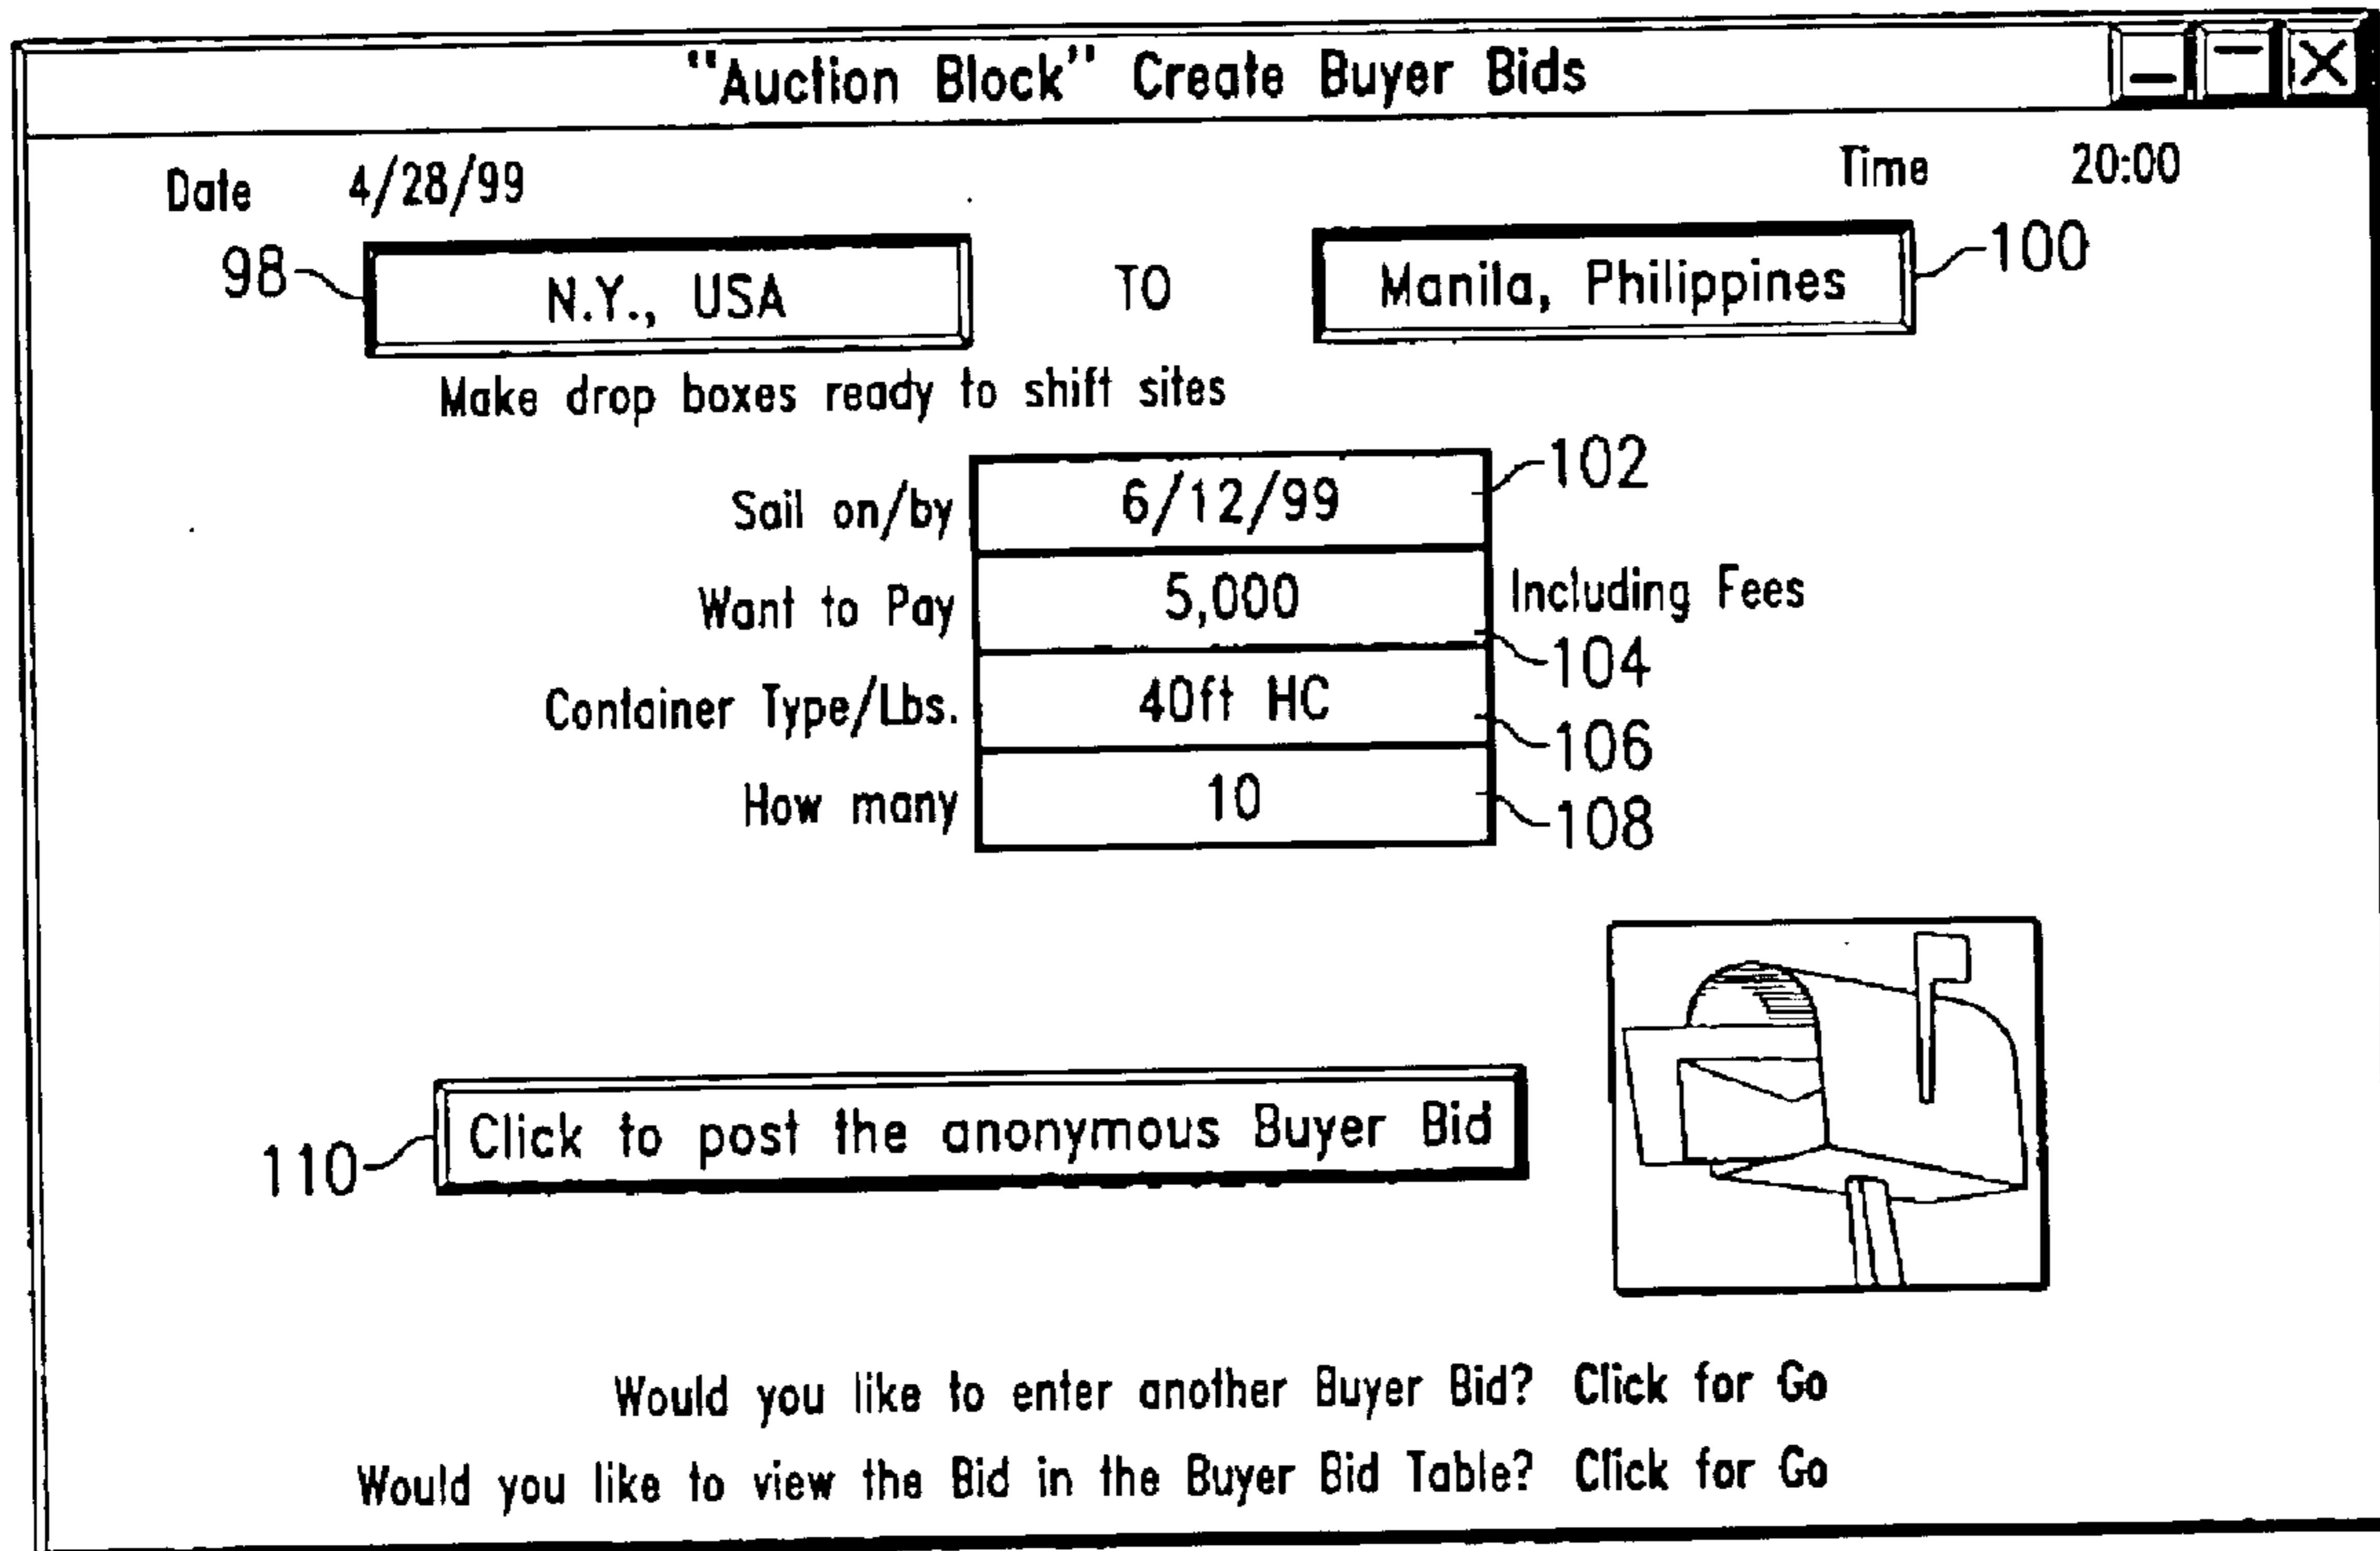 "Auction Block" Create Buyer Bids
Date 4/28/99 Time 20:00
98 N.Y., USA TO Manila, Philippines 100
Make drop boxes ready to shift sites
Sail on/by 6/12/99 102
Want to Pay 5,000 Including Fees
104
Container Type/Lbs. 40ft HC
106
How many 10
108
110 Click to post the anonymous Buyer Bid
Would you like to enter another Buyer Bid? Click for Go
Would you like to view the Bid in the Buyer Bid Table? Click for Go